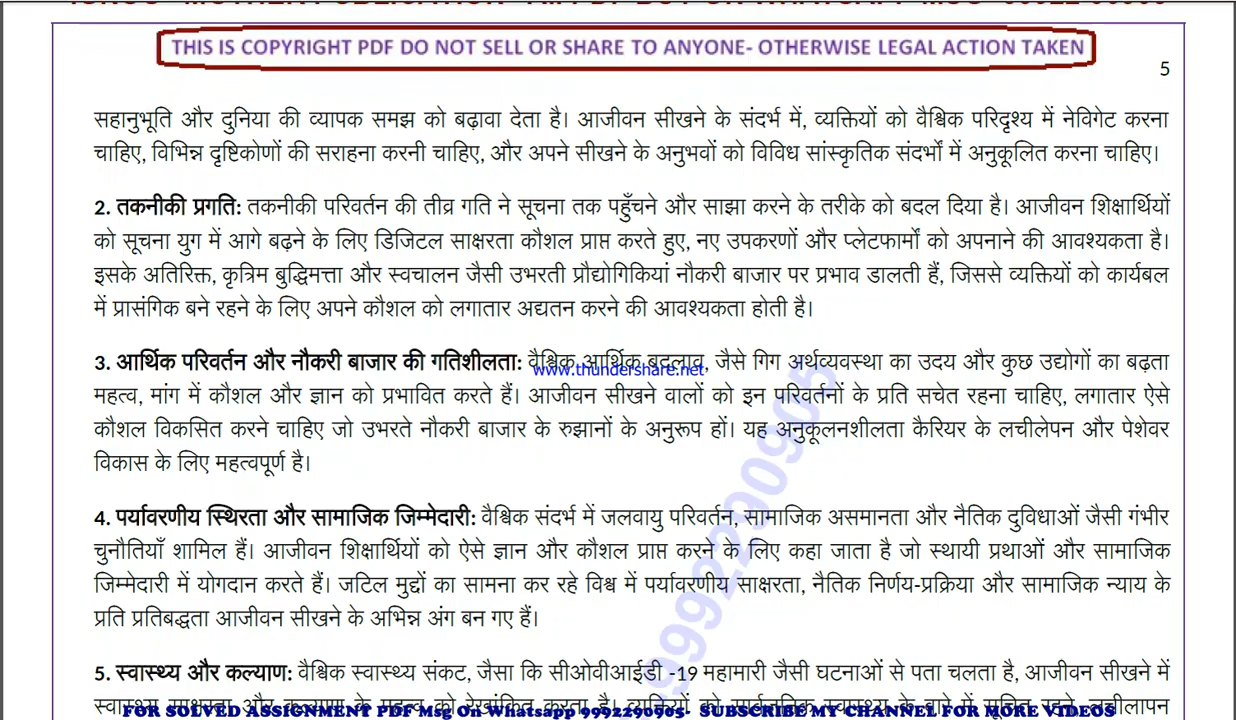 THIS IS COPYRIGHT PDF DO NOT SELL OR SHARE TO ANYONE- OTHERWISE LEGAL ACTION TAKEN
5
सहानुभूति और दुनिया की व्यापक समझ को बढ़ावा देता है। आजीवन सीखने के संदर्भ में, व्यक्तियों को वैश्विक परिदृश्य में नेविगेट करना
चाहिए, विभिन्न दृष्टिकोणों की सराहना करनी चाहिए, और अपने सीखने के अनुभवों को विविध सांस्कृतिक संदर्भों में अनुकूलित करना चाहिए।
2. तकनीकी प्रगति: तकनीकी परिवर्तन की तीव्र गति ने सूचना तक पहुँचने और साझा करने के तरीके को बदल दिया है। आजीवन शिक्षार्थियों
को सूचना युग में आगे बढ़ने के लिए डिजिटल साक्षरता कौशल प्राप्त करते हुए, नए उपकरणों और प्लेटफार्मों को अपनाने की आवश्यकता है।
इसके अतिरिक्त, कृत्रिम बुद्धिमत्ता और स्वचालन जैसी उभरती प्रौद्योगिकियां नौकरी बाजार पर प्रभाव डालती हैं, जिससे व्यक्तियों को कार्यबल
में प्रासंगिक बने रहने के लिए अपने कौशल को लगातार अद्यतन करने की आवश्यकता होती है।
3. आर्थिक परिवर्तन और नौकरी बाजार की गतिशीलता: वैश्विक आर्थिक बदलाव, जैसे गिग अर्थव्यवस्था का उदय और कुछ उद्योगों का बढ़ता
www.thundershare.net
महत्व, मांग में कौशल और ज्ञान को प्रभावित करते हैं। आजीवन सीखने वालों को इन परिवर्तनों के प्रति सचेत रहना चाहिए, लगातार ऐसे
कौशल विकसित करने चाहिए जो उभरते नौकरी बाजार के रुझानों के अनुरूप हों। यह अनुकूलनशीलता कैरियर के लचीलेपन और पेशेवर
विकास के लिए महत्वपूर्ण है।
4. पर्यावरणीय स्थिरता और सामाजिक जिम्मेदारी: वैश्विक संदर्भ में जलवायु परिवर्तन, सामाजिक असमानता और नैतिक दुविधाओं जैसी गंभीर
चुनौतियाँ शामिल हैं। आजीवन शिक्षार्थियों को ऐसे ज्ञान और कौशल प्राप्त करने के लिए कहा जाता है जो स्थायी प्रथाओं और सामाजिक
जिम्मेदारी में योगदान करते हैं। जटिल मुद्दों का सामना कर रहे विश्व में पर्यावरणीय साक्षरता, नैतिक निर्णय-प्रक्रिया और सामाजिक न्याय के
प्रति प्रतिबद्धता आजीवन सीखने के अभिन्न अंग बन गए हैं।
5. स्वास्थ्य और कल्याण: वैश्विक स्वास्थ्य संकट, जैसा कि सीओवीआईडी -19 महामारी जैसी घटनाओं से पता चलता है, आजीवन सीखने में
FOR SOLVED ASSIGNMENT PDF Msg On Whatsapp 9992290905- SUBSCRIBE MY CHANNEL FOR MORE VIDEOS